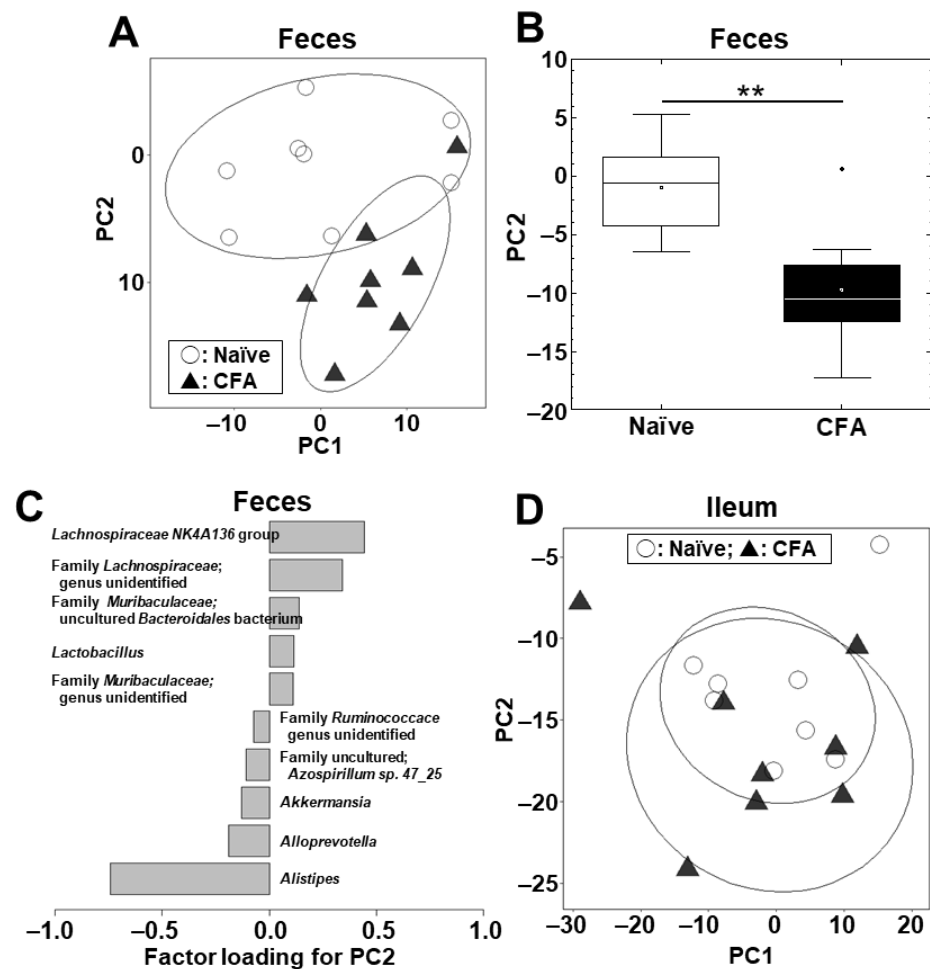 A
Feces
PC2
0
10
○: Naïve
▲: CFA
–10
0
10
PC1
B
Feces
**
PC2
10
5
0
–5
–10
–15
–20
Naïve
CFA
C
Feces
Lachnospiraceae NK4A136 group
Family Lachnospiraceae;
genus unidentified
Family Muribaculaceae;
uncultured Bacteroidales bacterium
Lactobacillus
Family Muribaculaceae;
genus unidentified
Family Ruminococcace
genus unidentified
Family uncultured;
Azospirillum sp. 47_25
Akkermansia
Alloprevotella
Alistipes
–1.0
–0.5
0.0
0.5
1.0
Factor loading for PC2
D
Ileum
○: Naïve; ▲: CFA
PC2
–5
–10
–15
–20
–25
–30
–20
–10
0
10
20
PC1